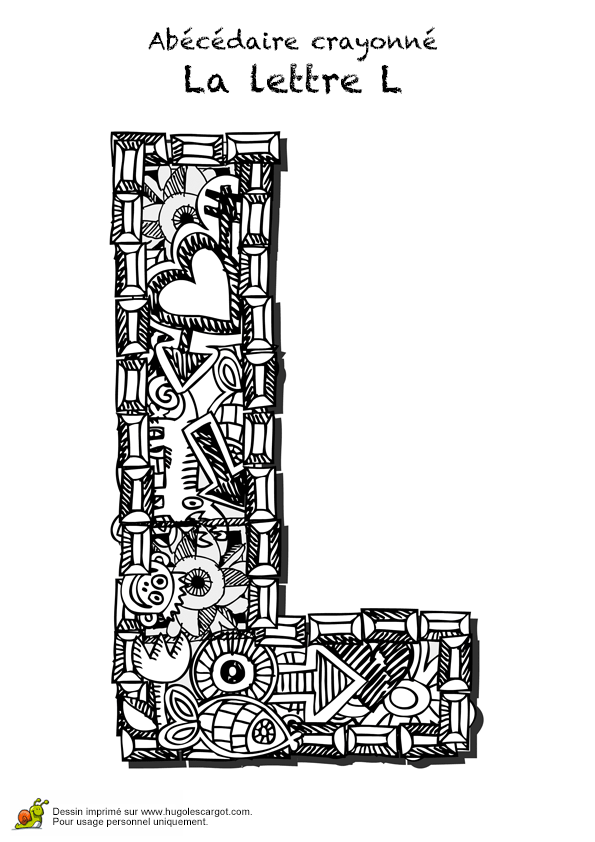 Abécédaire crayonné
La lettre L
L
Dessin imprimé sur www.hugolescargot.com.
Pour usage personnel uniquement.